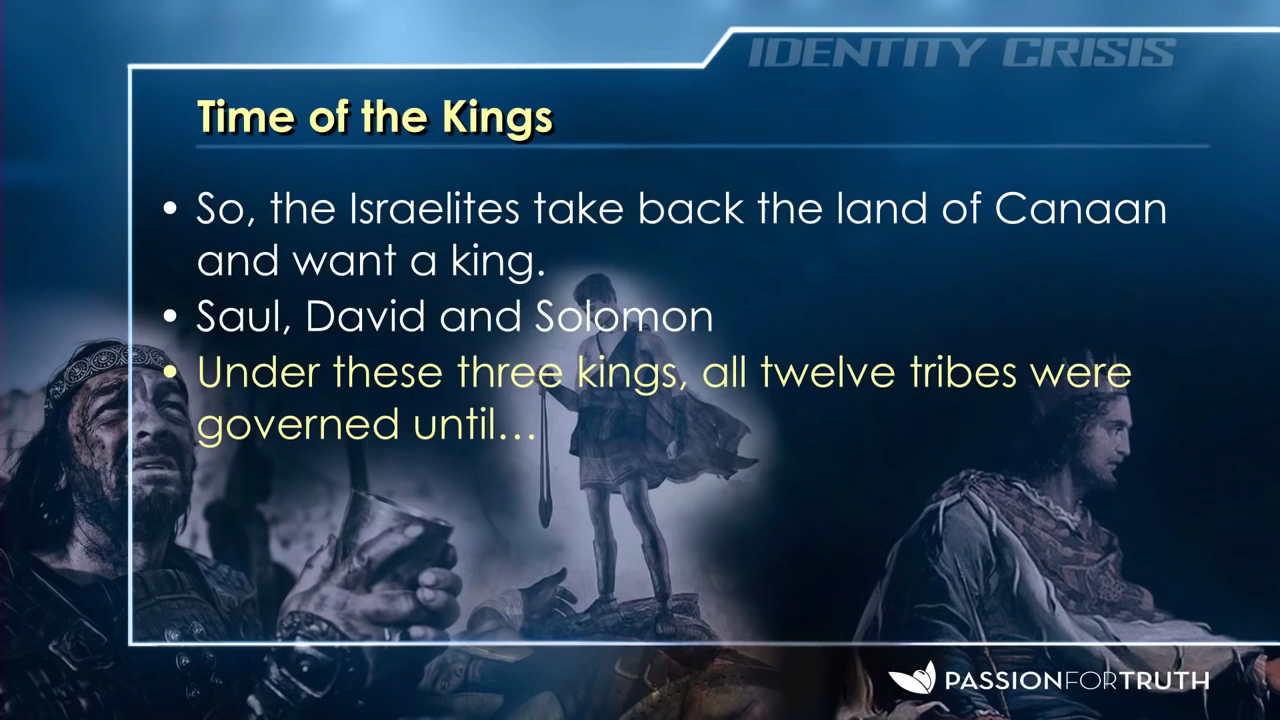 IDENTITY CRISIS
Time of the Kings
• So, the Israelites take back the land of Canaan
and want a king.
• Saul, David and Solomon
• Under these three kings, all twelve tribes were
governed until…
PASSIONFORTRUTH